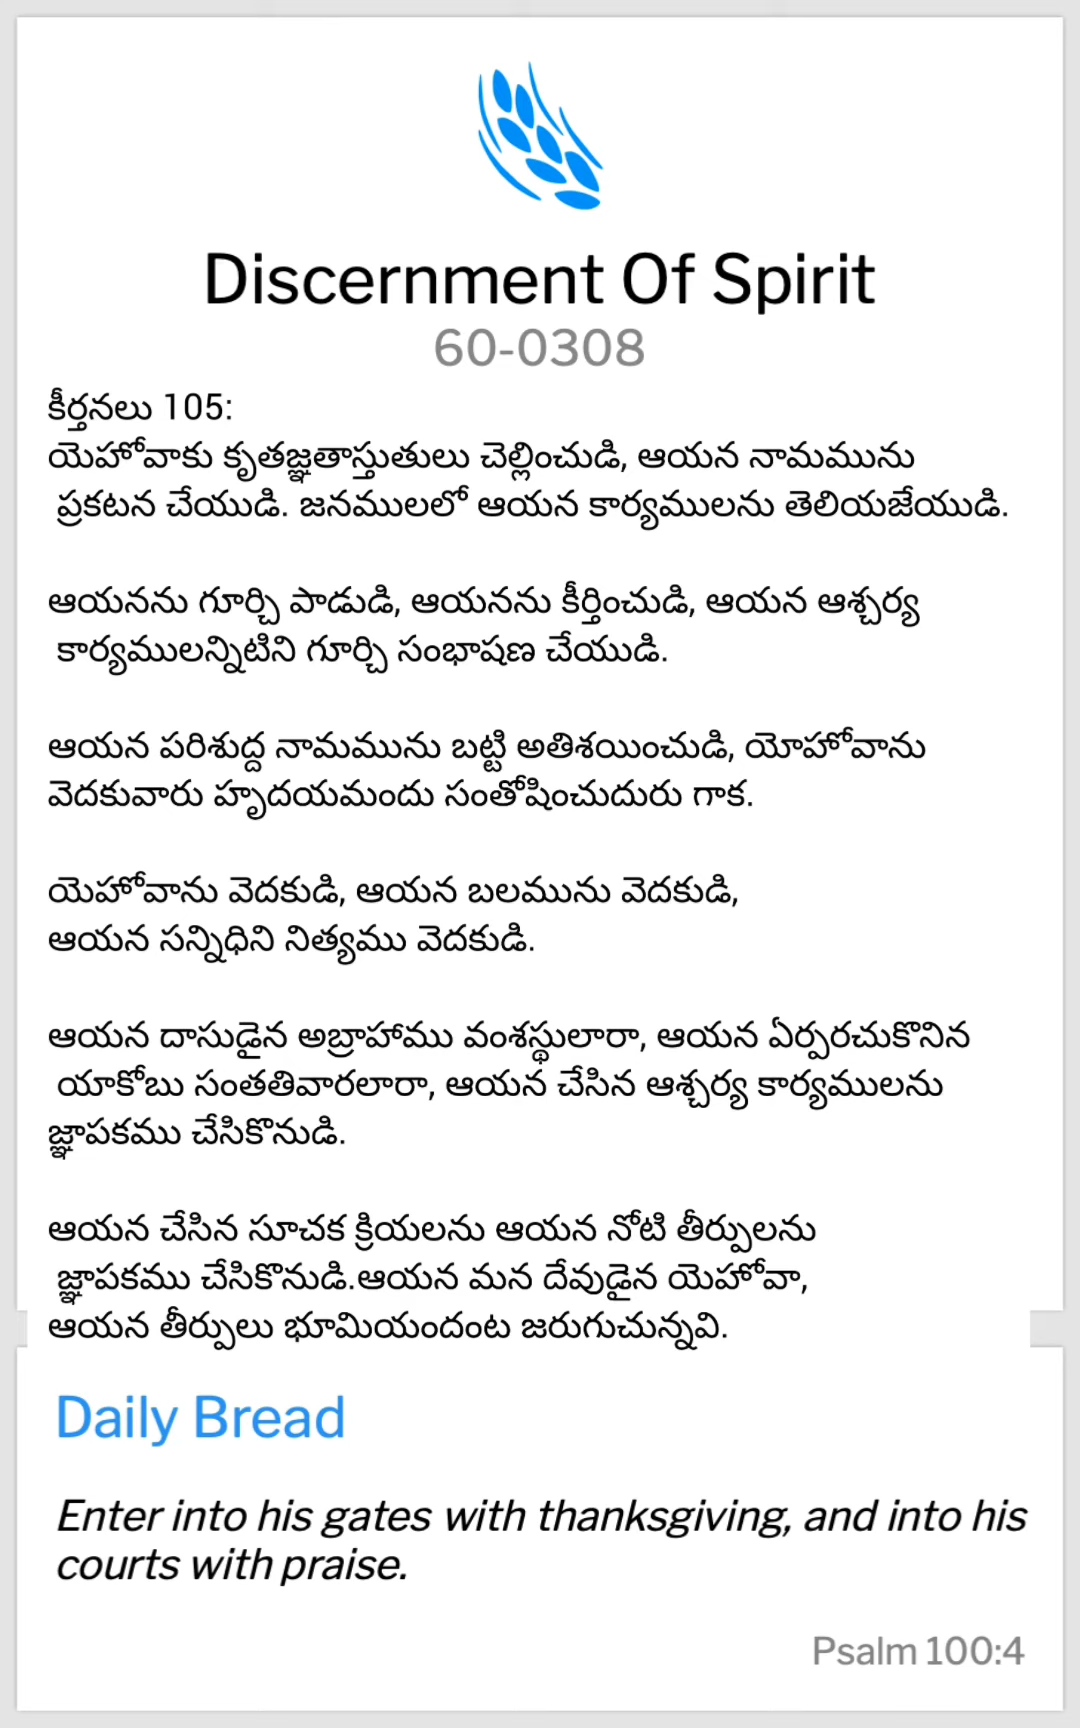 Discernment Of Spirit
60-0308
కీర్తనలు 105:
యెహోవాకు కృతజ్ఞతాస్తుతులు చెల్లించుడి, ఆయన నామమును
ప్రకటన చేయుడి. జనములలో ఆయన కార్యములను తెలియజేయుడి.
ఆయనను గూర్చి పాడుడి, ఆయనను కీర్తించుడి, ఆయన ఆశ్చర్య
కార్యములన్నిటిని గూర్చి సంభాషణ చేయుడి.
ఆయన పరిశుద్ద నామమును బట్టి అతిశయించుడి, యోహోవాను
వెదకువారు హృదయమందు సంతోషించుదురు గాక.
యెహోవాను వెదకుడి, ఆయన బలమును వెదకుడి,
ఆయన సన్నిధిని నిత్యము వెదకుడి.
ఆయన దాసుడైన అబ్రాహాము వంశస్థులారా, ఆయన ఏర్పరచుకొనిన
యాకోబు సంతతివారలారా, ఆయన చేసిన ఆశ్చర్య కార్యములను
జ్ఞాపకము చేసికొనుడి.
ఆయన చేసిన సూచక క్రియలను ఆయన నోటి తీర్పులను
జ్ఞాపకము చేసికొనుడి.ఆయన మన దేవుడైన యెహోవా,
ఆయన తీర్పులు భూమియందంట జరుగుచున్నవి.
Daily Bread
Enter into his gates with thanksgiving, and into his
courts with praise.
Psalm 100:4